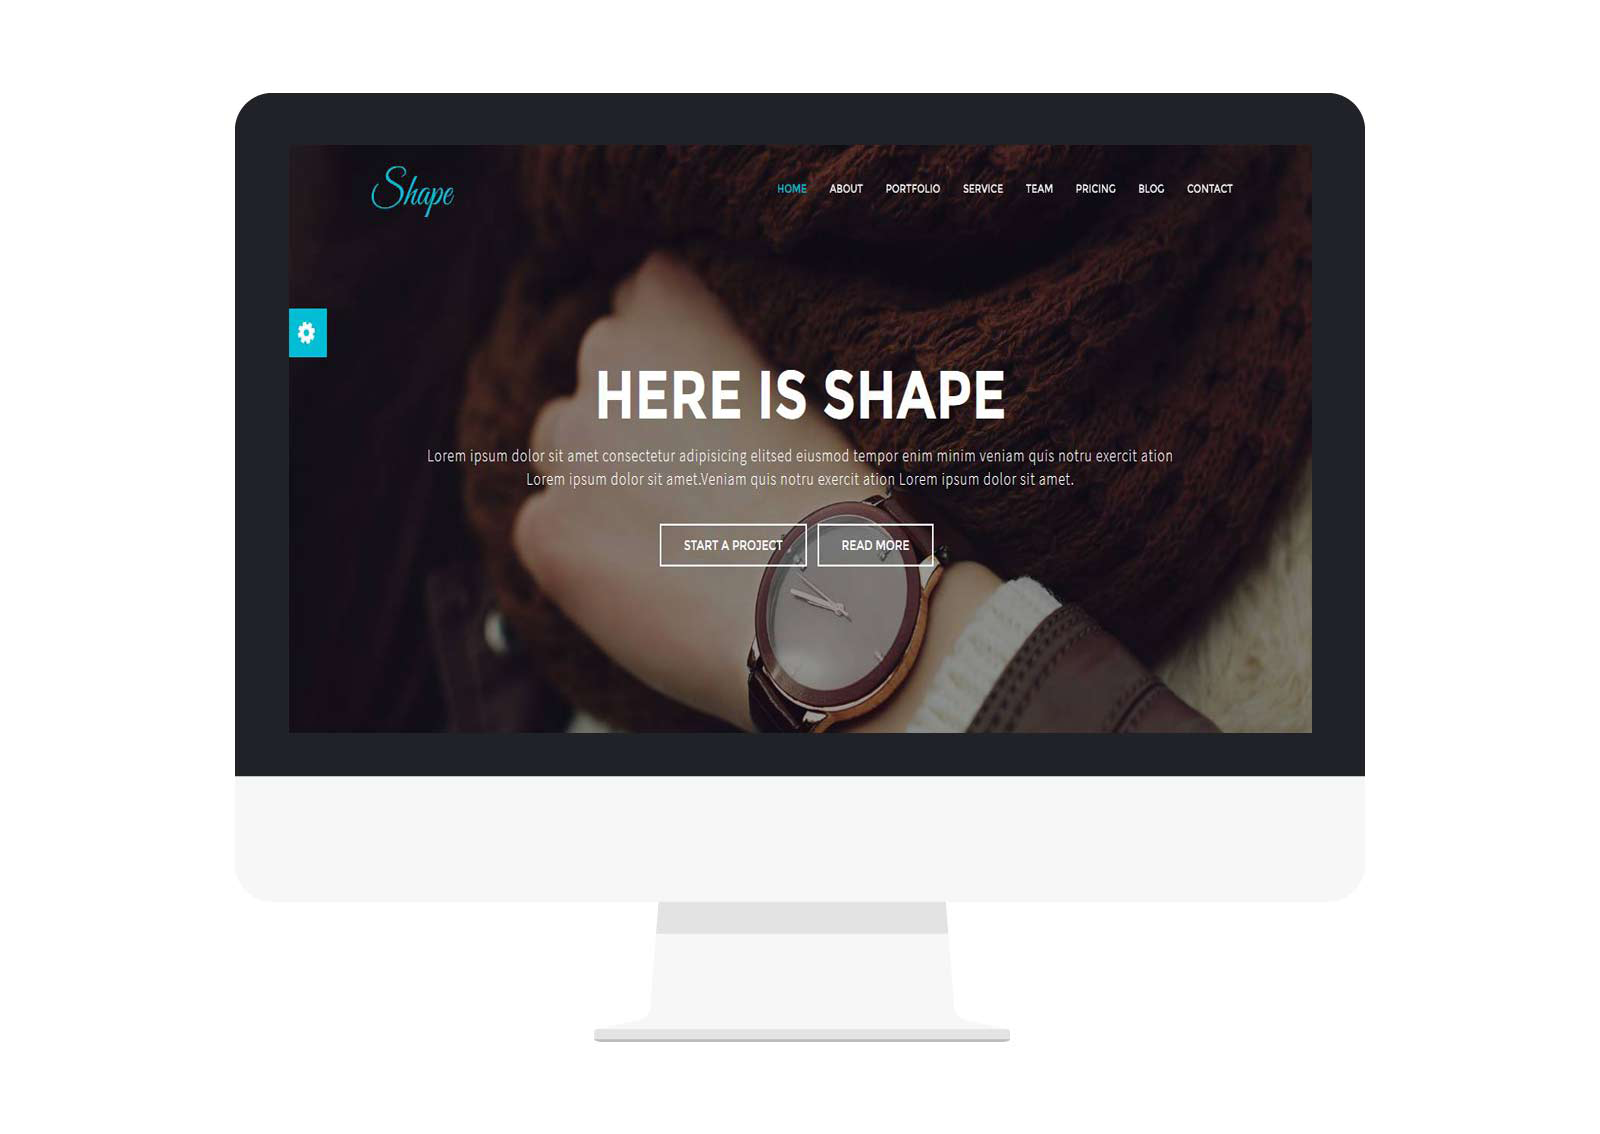 Shape
HOME ABOUT PORTFOLIO SERVICE TEAM PRICING BLOG CONTACT
HERE IS SHAPE
Lorem ipsum dolor sit amet consectetur adipisicing elitsed eiusmod tempor enim minim veniam quis notru exercit ation
Lorem ipsum dolor sit amet.Veniam quis notru exercit ation Lorem ipsum dolor sit amet.
START A PROJECT READ MORE